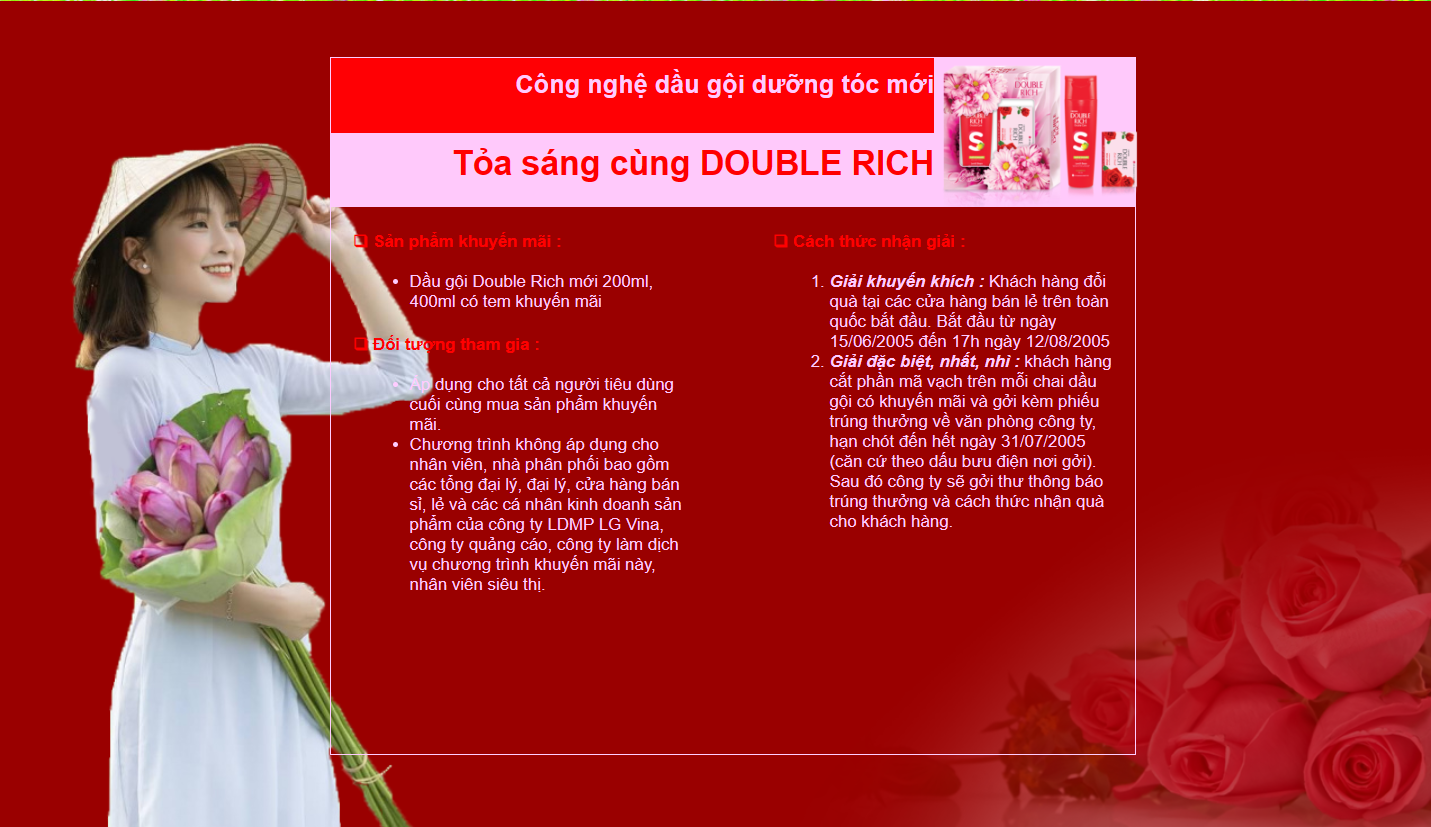 Công nghệ dầu gội dưỡng tóc mới
Tỏa sáng cùng DOUBLE RICH
DOUBLE RICH
S
DOUBLE RICH
DOUBLE RICH
S
DOUBLE RICH
❑ Sản phẩm khuyến mãi :
• Dầu gội Double Rich mới 200ml,
400ml có tem khuyến mãi
❑ Đối tượng tham gia :
• Áp dụng cho tất cả người tiêu dùng
cuối cùng mua sản phẩm khuyến
mãi.
• Chương trình không áp dụng cho
nhân viên, nhà phân phối bao gồm
các tổng đại lý, đại lý, cửa hàng bán
sỉ, lẻ và các cá nhân kinh doanh sản
phẩm của công ty LDMP LG Vina,
công ty quảng cáo, công ty làm dịch
vụ chương trình khuyến mãi này,
nhân viên siêu thị.
❑ Cách thức nhận giải :
1. Giải khuyến khích : Khách hàng đỗi
quà tại các cửa hàng bán lẻ trên toàn
quốc bắt đầu. Bắt đầu từ ngày
15/06/2005 đến 17h ngày 12/08/2005
2. Giải đặc biệt, nhất, nhì : khách hàng
cắt phần mã vạch trên mỗi chai dầu
gội có khuyến mãi và gởi kèm phiếu
trúng thưởng về văn phòng công ty,
hạn chót đến hết ngày 31/07/2005
(căn cứ theo dấu bưu điện nơi gởi).
Sau đó công ty sẽ gởi thư thông báo
trúng thưởng và cách thức nhận quà
cho khách hàng.